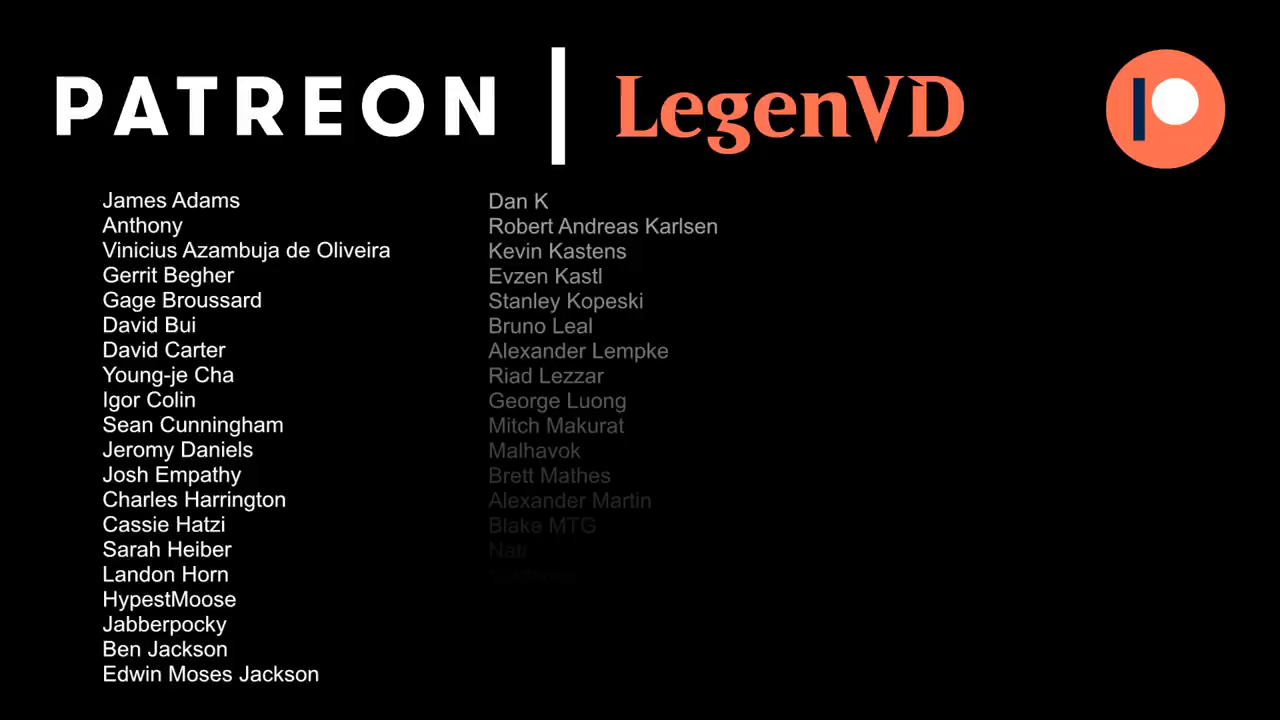 PATREON | LegenVD
James Adams
Anthony
Vinicius Azambuja de Oliveira
Gerrit Begher
Gage Broussard
David Bui
David Carter
Young-je Cha
Igor Colin
Sean Cunningham
Jeromy Daniels
Josh Empathy
Charles Harrington
Cassie Hatzi
Sarah Heiber
Landon Horn
HypestMoose
Jabberpocky
Ben Jackson
Edwin Moses Jackson
Dan K
Robert Andreas Karlsen
Kevin Kastens
Evzen Kastl
Stanley Kopeski
Bruno Leal
Alexander Lempke
Riad Lezzar
George Luong
Mitch Makurat
Malhavok
Brett Mathes
Alexander Martin
Blake MTG